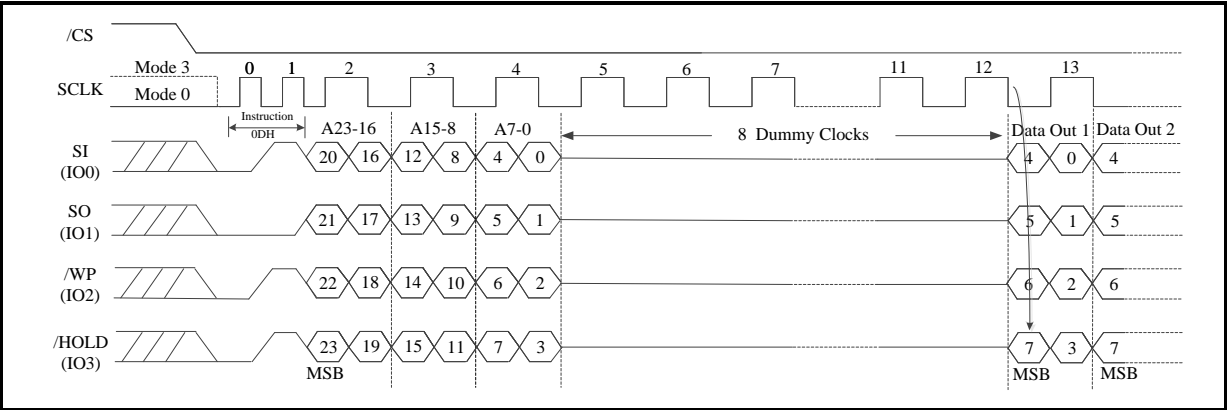 /CS
Mode 3 0 1 2 3 4 5 6 7 11 12 13
SCLK Mode 0
Instruction
0DH A23-16 A15-8 A7-0 8 Dummy Clocks Data Out 1 Data Out 2
SI
(IO0) 20 16 12 8 4 0 4 0 4
SO
(IO1) 21 17 13 9 5 1 5 1 5
/WP
(IO2) 22 18 14 10 6 2 6 2 6
/HOLD
(IO3) 23 19 15 11 7 3 7 3 7
MSB MSB MSB